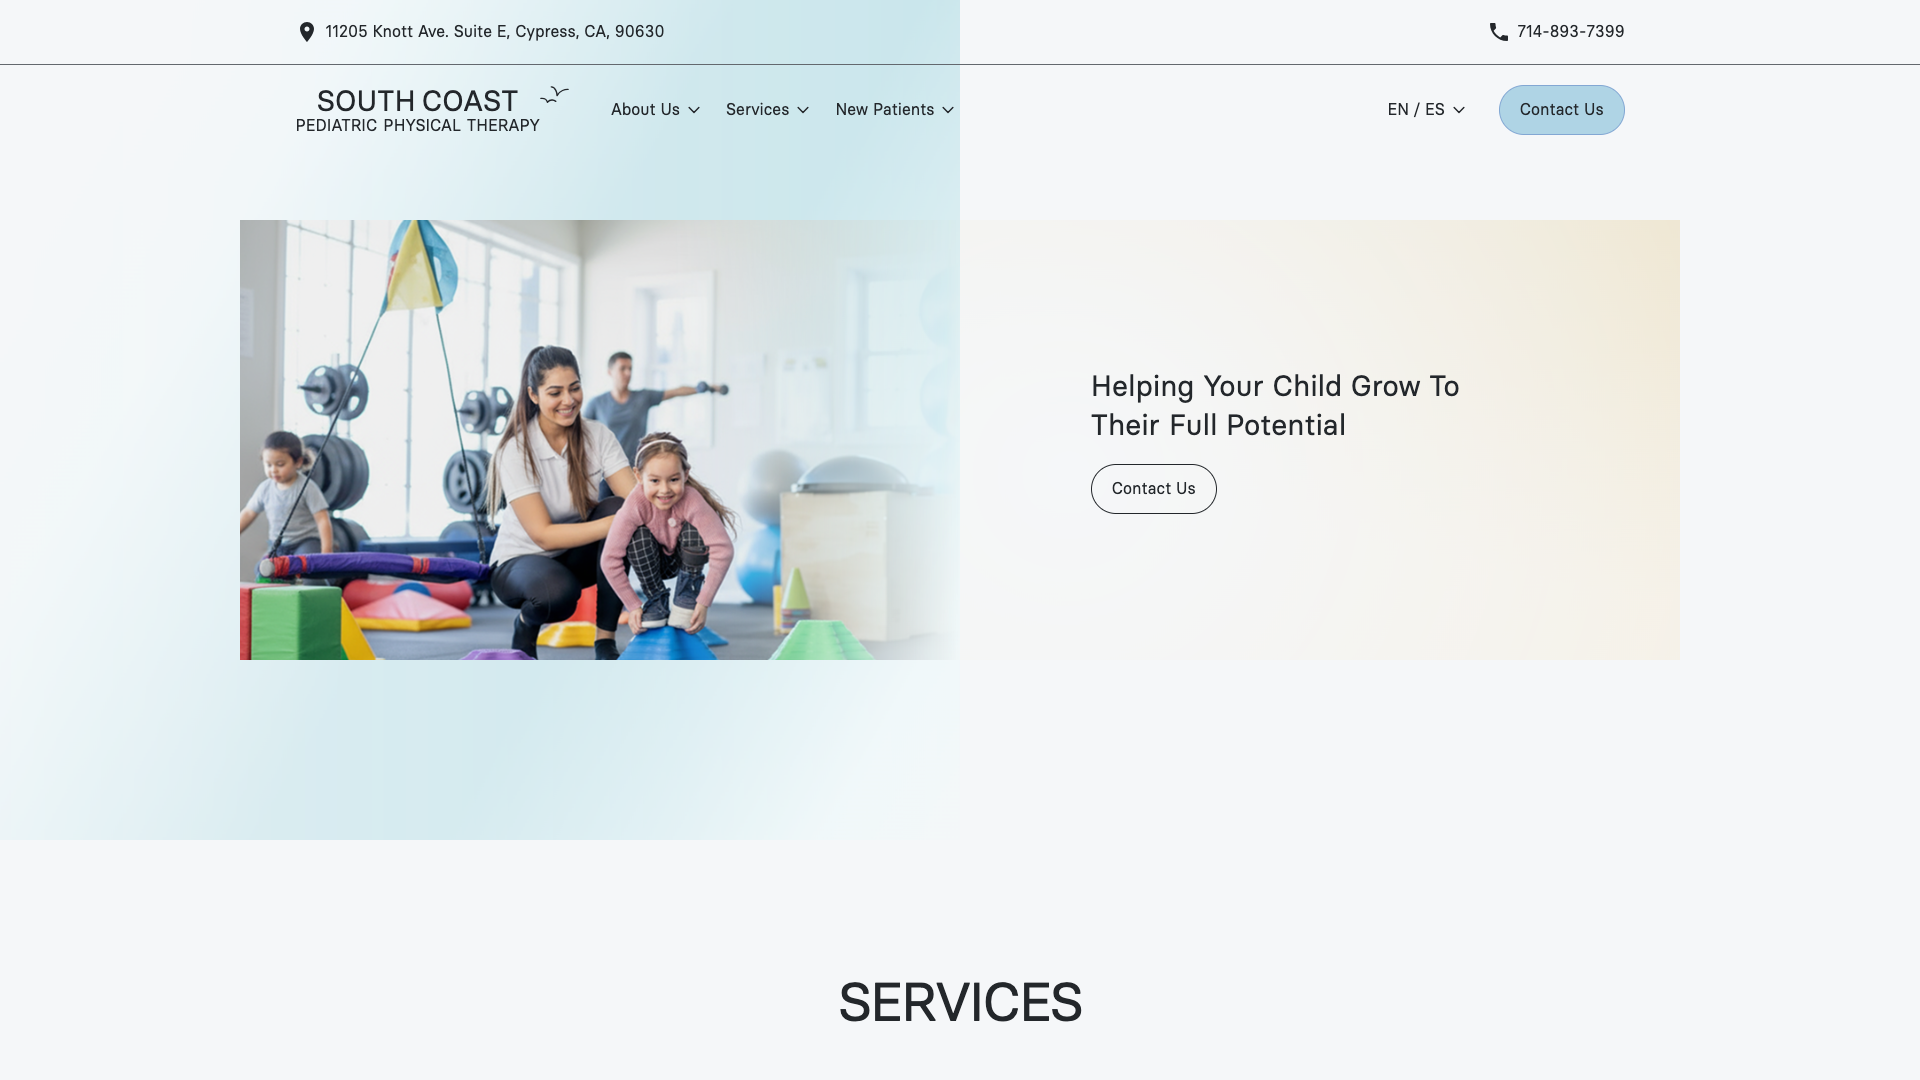 11205 Knott Ave. Suite E, Cypress, CA, 90630
714-893-7399
SOUTH COAST
PEDIATRIC PHYSICAL THERAPY
About Us
Services
New Patients
EN / ES
Contact Us
Helping Your Child Grow To
Their Full Potential
Contact Us
SERVICES